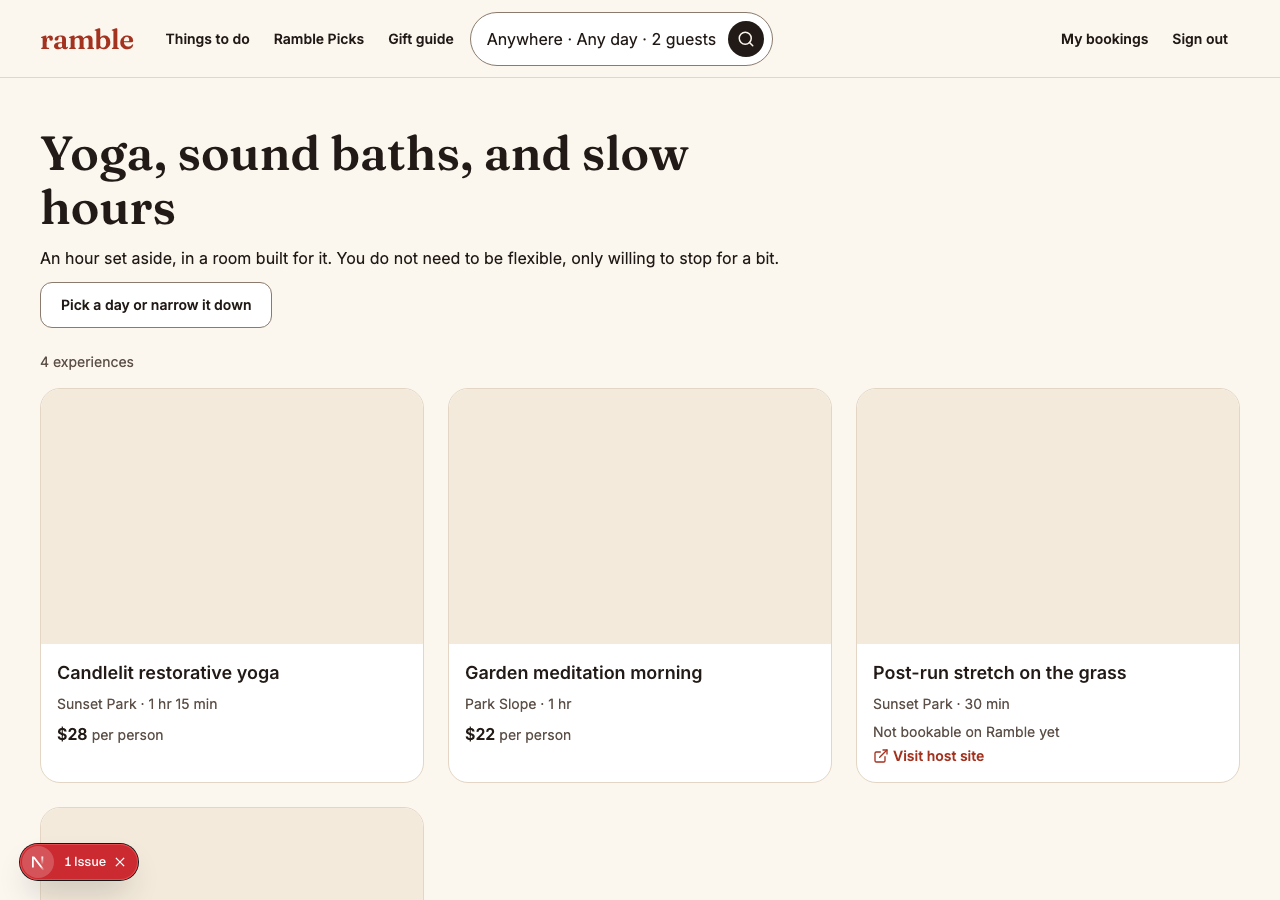 ramble
Things to do
Ramble Picks
Gift guide
Anywhere · Any day · 2 guests
My bookings
Sign out
Yoga, sound baths, and slow
hours
An hour set aside, in a room built for it. You do not need to be flexible, only willing to stop for a bit.
Pick a day or narrow it down
4 experiences
Candlelit restorative yoga
Sunset Park · 1 hr 15 min
$28 per person
Garden meditation morning
Park Slope · 1 hr
$22 per person
Post-run stretch on the grass
Sunset Park · 30 min
Not bookable on Ramble yet
Visit host site
N
1 Issue